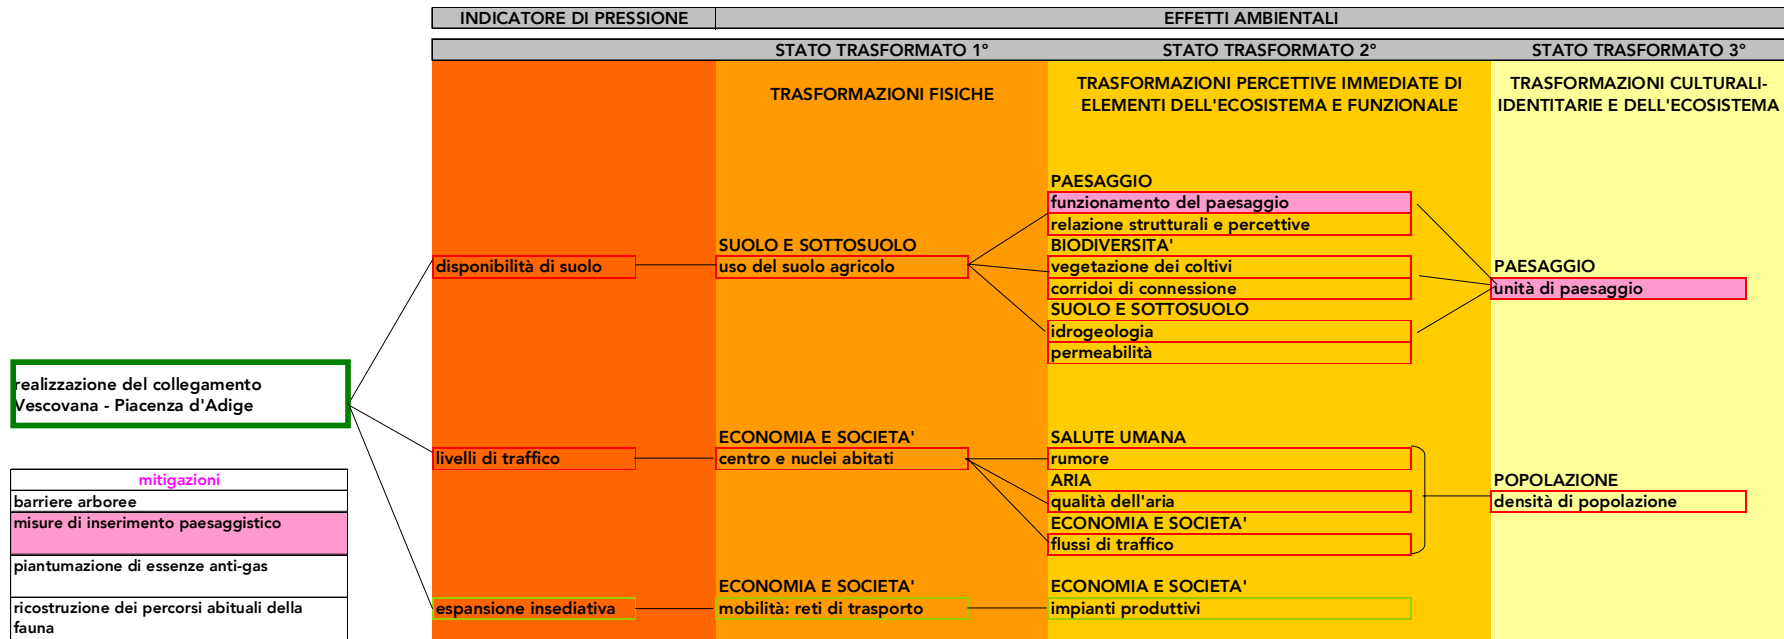 INDICATORE DI PRESSIONE
EFFETTI AMBIENTALI
STATO TRASFORMATO 1°
STATO TRASFORMATO 2°
STATO TRASFORMATO 3°
TRASFORMAZIONI FISICHE
TRASFORMAZIONI PERCETTIVE IMMEDIATE DI
ELEMENTI DELL'ECOSISTEMA E FUNZIONALE
TRASFORMAZIONI CULTURALI-
IDENTITARIE E DELL'ECOSISTEMA
PAESAGGIO
funzionamento del paesaggio
relazione strutturali e percettive
SUOLO E SOTTOSUOLO
BIODIVERSITA'
disponibilità di suolo
uso del suolo agricolo
vegetazione dei coltivi
PAESAGGIO
corridoi di connessione
unità di paesaggio
SUOLO E SOTTOSUOLO
idrogeologia
permeabilità
realizzazione del collegamento
Vescovana - Piacenza d'Adige
ECONOMIA E SOCIETA'
SALUTE UMANA
livelli di traffico
centro e nuclei abitati
rumore
ARIA
POPOLAZIONE
qualità dell'aria
densità di popolazione
ECONOMIA E SOCIETA'
flussi di traffico
ECONOMIA E SOCIETA'
ECONOMIA E SOCIETA'
espansione insediativa
mobilità: reti di trasporto
impianti produttivi
mitigazioni
barriere arboree
misure di inserimento paesaggistico
piantumazione di essenze anti-gas
ricostruzione dei percorsi abituali della
fauna